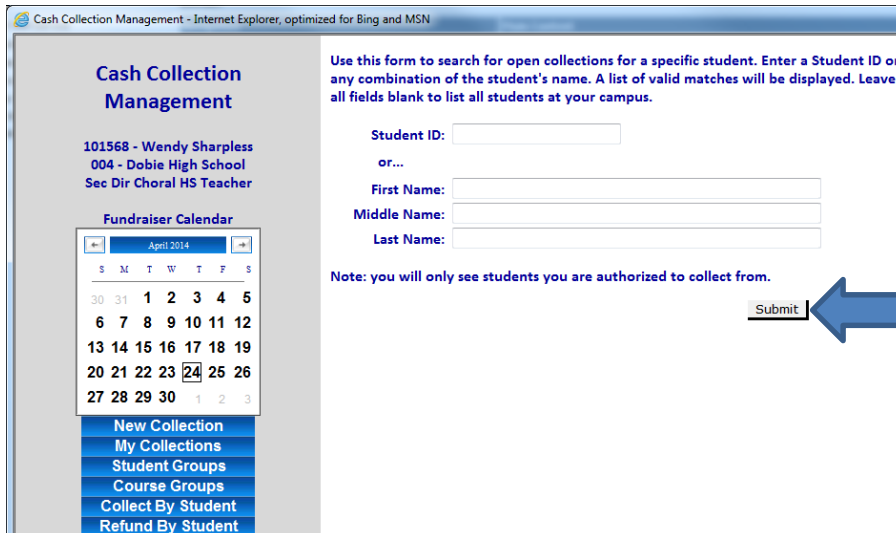 Cash Collection Management - Internet Explorer, optimized for Bing and MSN
Cash Collection
Management
101568 - Wendy Sharpless
004 - Dobie High School
Sec Dir Choral HS Teacher
Fundraiser Calendar
April 2014
S M T W T F S
30 31 1 2 3 4 5
6 7 8 9 10 11 12
13 14 15 16 17 18 19
20 21 22 23 24 25 26
27 28 29 30 1 2 3
New Collection
My Collections
Student Groups
Course Groups
Collect By Student
Refund By Student
Use this form to search for open collections for a specific student. Enter a Student ID or
any combination of the student's name. A list of valid matches will be displayed. Leave
all fields blank to list all students at your campus.
Student ID:
or...
First Name:
Middle Name:
Last Name:
Note: you will only see students you are authorized to collect from.
Submit